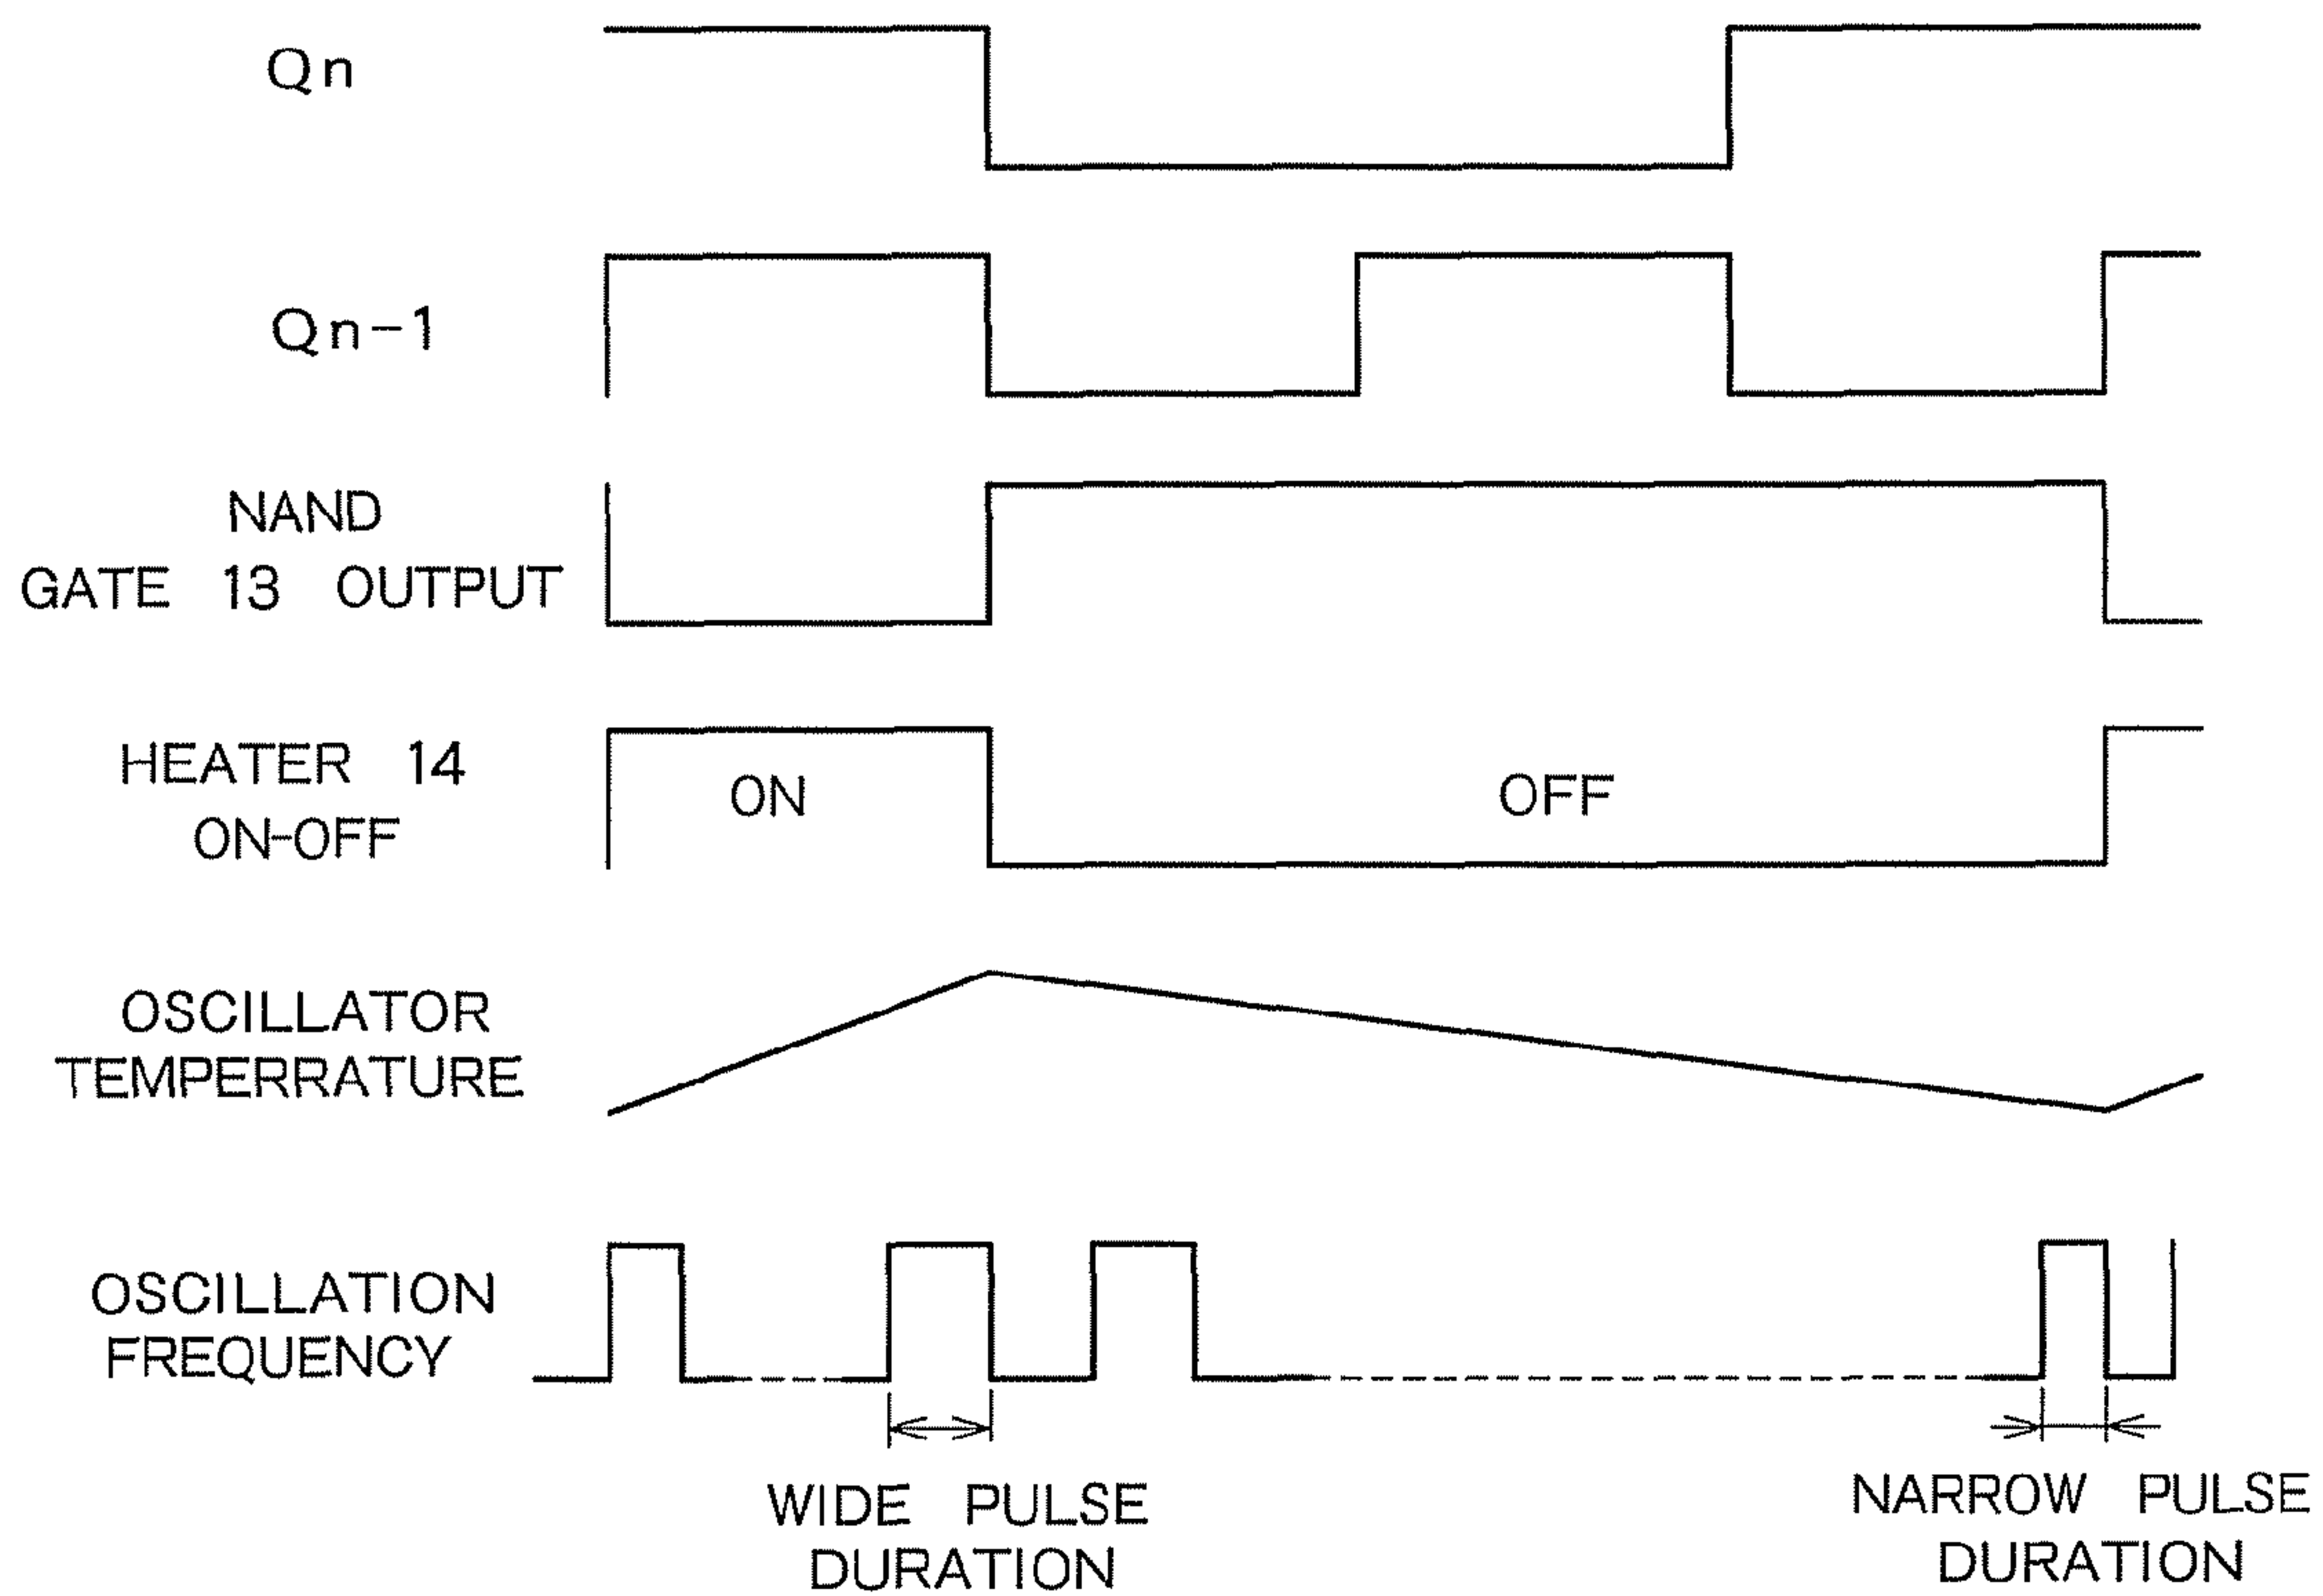 Qn
Qn-1
NAND
GATE 13 OUTPUT
HEATER 14
ON-OFF
ON
OFF
OSCILLATOR
TEMPERRATURE
OSCILLATION
FREQUENCY
WIDE PULSE
DURATION
NARROW PULSE
DURATION